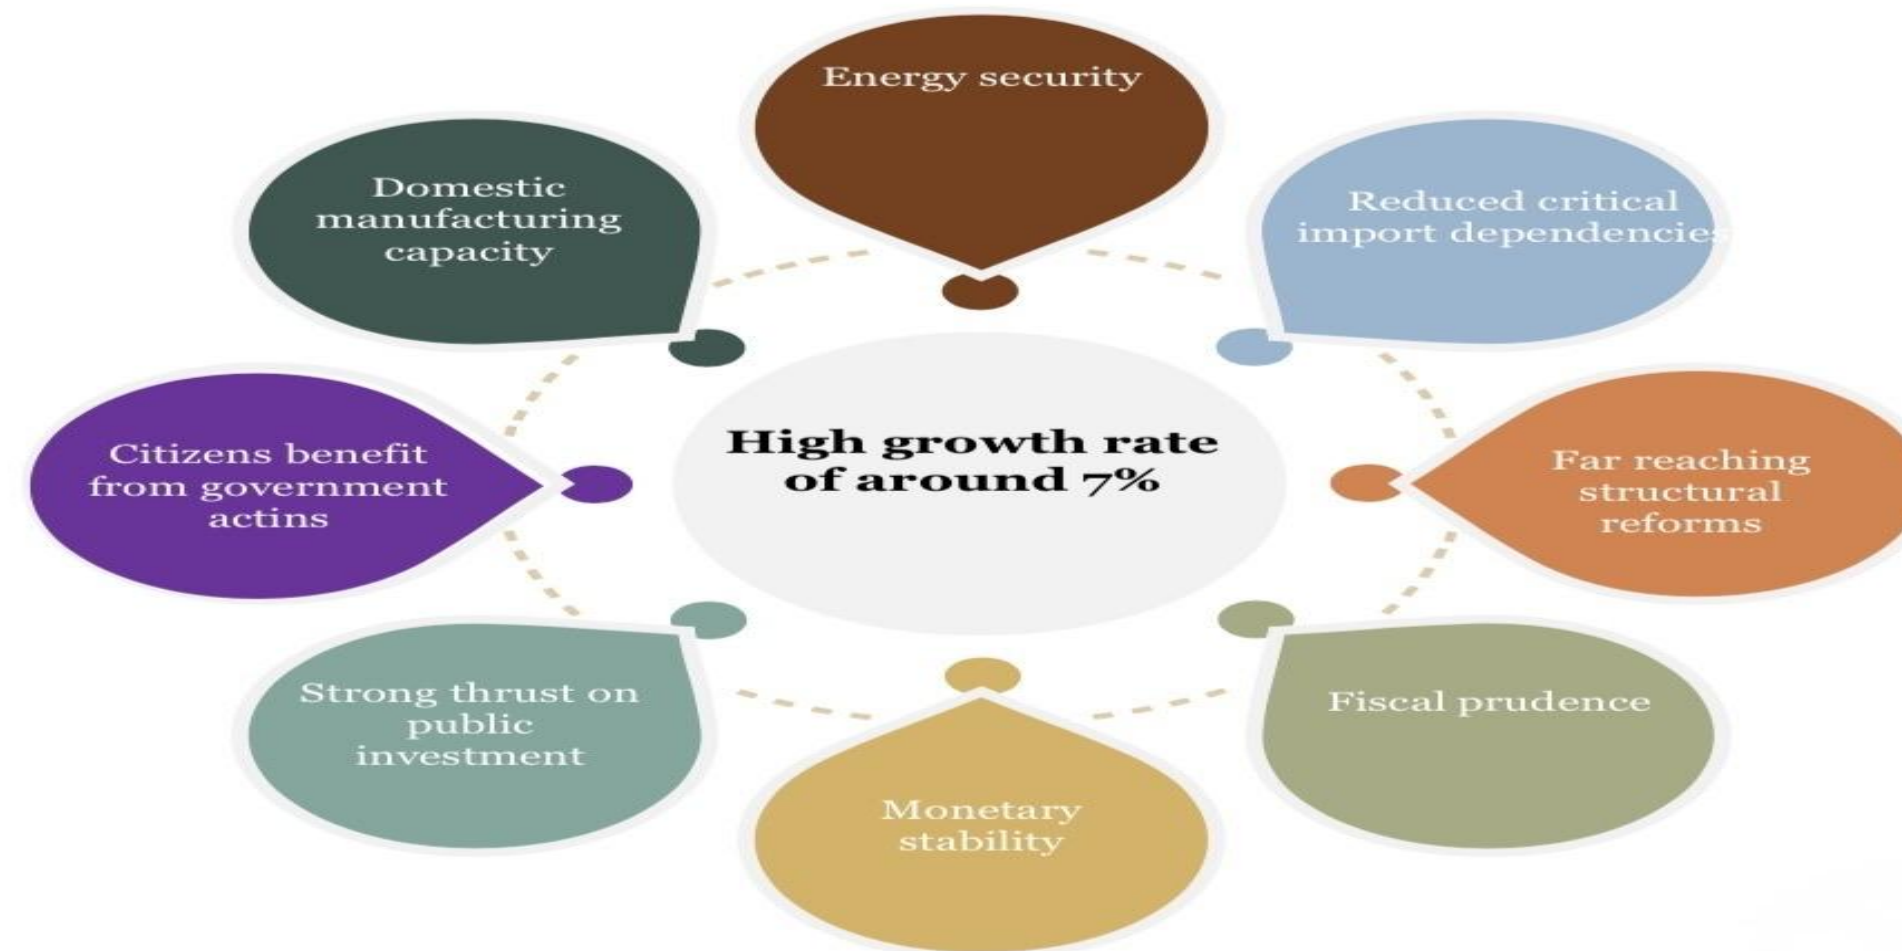 Energy security
Domestic
manufacturing
capacity
Reduced critical
import dependencies
High growth rate
of around 7%
Citizens benefit
from government
actins
Far reaching
structural
reforms
Strong thrust on
public
investment
Fiscal prudence
Monetary
stability